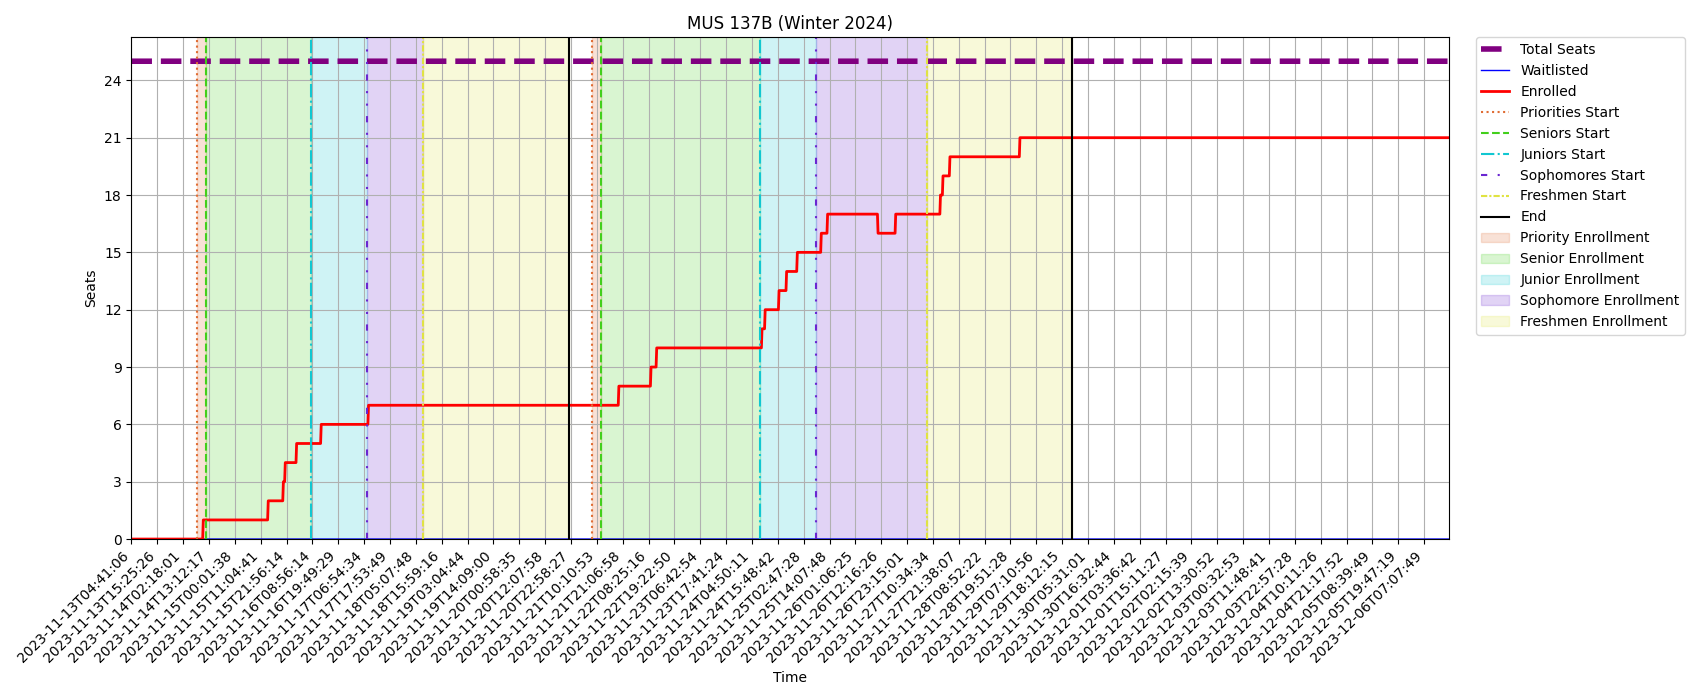 MUS 137B (Winter 2024)
Seats
24
21
18
15
12
9
6
3
0
2023-11-13T04:41:06
2023-11-13T15:25:26
2023-11-14T02:18:01
2023-11-14T13:12:17
2023-11-15T00:01:38
2023-11-15T11:04:41
2023-11-15T21:56:14
2023-11-16T08:56:14
2023-11-16T19:49:29
2023-11-17T06:54:34
2023-11-17T17:53:49
2023-11-18T05:07:48
2023-11-18T15:59:16
2023-11-19T03:04:44
2023-11-19T14:09:00
2023-11-20T00:58:35
2023-11-20T12:07:58
2023-11-20T22:58:27
2023-11-21T10:10:53
2023-11-21T21:06:58
2023-11-22T08:25:16
2023-11-22T19:22:50
2023-11-23T06:42:54
2023-11-23T17:41:24
2023-11-24T04:50:11
2023-11-24T15:48:42
2023-11-25T02:47:28
2023-11-25T14:07:48
2023-11-26T01:06:25
2023-11-26T12:16:26
2023-11-26T23:15:01
2023-11-27T10:34:34
2023-11-27T21:38:07
2023-11-28T08:52:22
2023-11-28T19:51:28
2023-11-29T07:10:56
2023-11-29T18:12:15
2023-11-30T05:31:01
2023-11-30T16:32:44
2023-12-01T03:36:42
2023-12-01T15:11:27
2023-12-02T02:15:39
2023-12-02T13:30:52
2023-12-03T00:32:53
2023-12-03T11:48:41
2023-12-03T22:57:28
2023-12-04T10:11:26
2023-12-04T21:17:52
2023-12-05T08:39:49
2023-12-05T19:47:19
2023-12-06T07:07:49
Time
Total Seats
Waitlisted
Enrolled
Priorities Start
Seniors Start
Juniors Start
Sophomores Start
Freshmen Start
End
Priority Enrollment
Senior Enrollment
Junior Enrollment
Sophomore Enrollment
Freshmen Enrollment